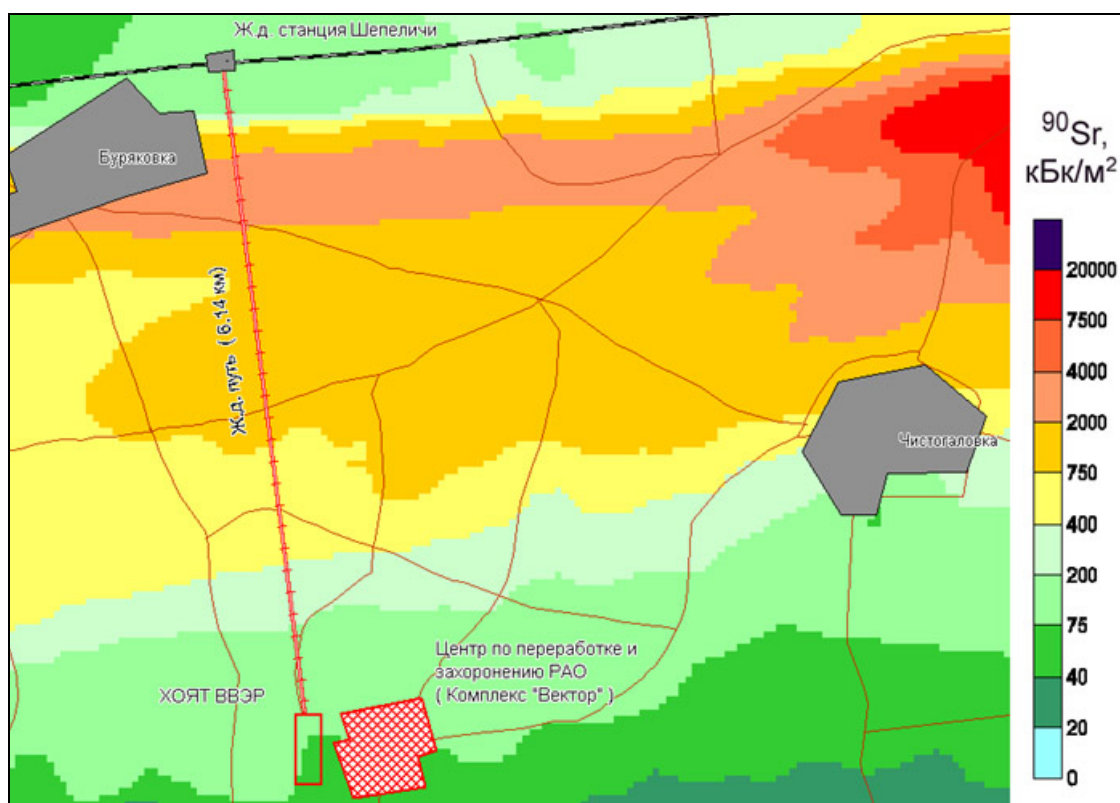 Ж.д. станция Шепеличи
Буряковка
Ж.д. путь (6.14 км)
Чистогаловка
Центр по переработке и
захоронению РАО
( Комплекс "Вектор" )
ХОЯТ ВВЭР
⁹⁰Sr,
кБк/м²
20000
7500
4000
2000
750
400
200
75
40
20
0